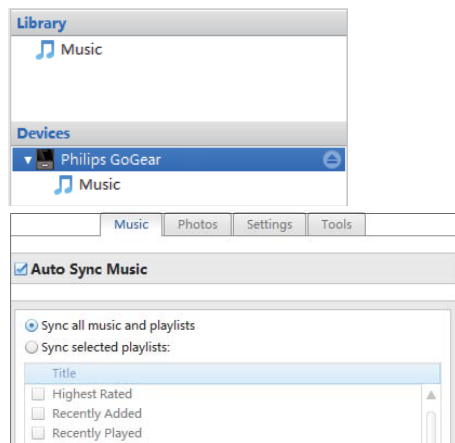 Library
Music
Devices
Philips GoGear
Music
Music Photos Settings Tools
Auto Sync Music
Sync all music and playlists
Sync selected playlists:
Title
Highest Rated
Recently Added
Recently Played